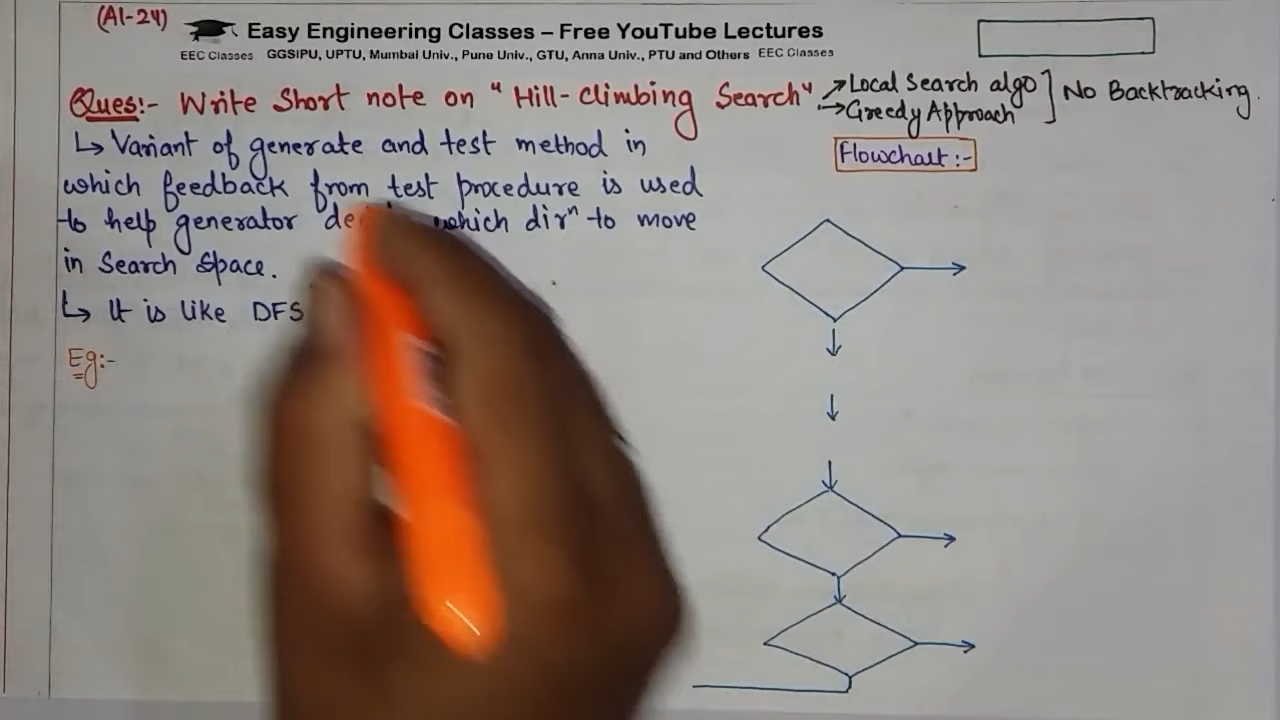 (AI-24)
Easy Engineering Classes – Free YouTube Lectures
EEC Classes GGSIPU, UPTU, Mumbai Univ., Pune Univ., GTU, Anna Univ., PTU and Others EEC Classes
Ques:- Write Short note on "Hill-Climbing Search" → Local Search algo
→ Greedy Approach ] No Backtracking.
Flowchart:-
↳ Variant of generate and test method in
which feedback from test procedure is used
to help generator which dirⁿ to move
in Search Space.
↳ It is like DFS
Eg:-